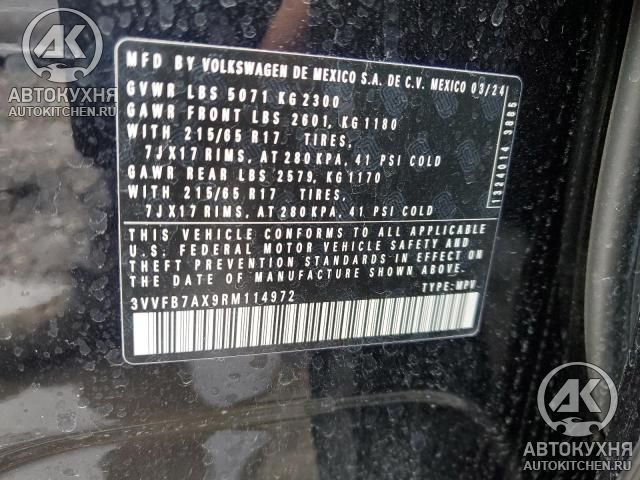 MFD BY VOLKSWAGEN DE MEXICO S.A. DE C.V. MEXICO 03/24
GVWR LBS 5071 KG 2300
GAWR FRONT LBS 2601, KG 1180
WITH 215/65 R17 TIRES,
7JX17 RIMS, AT 280 KPA, 41 PSI COLD
GAWR REAR LBS 2579, KG 1170
WITH 215/65 R17 TIRES,
7JX17 RIMS, AT 280 KPA, 41 PSI COLD
THIS VEHICLE CONFORMS TO ALL APPLICABLE
U.S. FEDERAL MOTOR VEHICLE SAFETY AND
THEFT PREVENTION STANDARDS IN EFFECT ON
THE DATE OF MANUFACTURE SHOWN ABOVE.
3VVFB7AX9RM114972 TYPE: MPV
1324014 3885
АК
АВТОКУХНЯ
AUTOKITCHEN.RU
АК
АВТОКУХНЯ
AUTOKITCHEN.RU